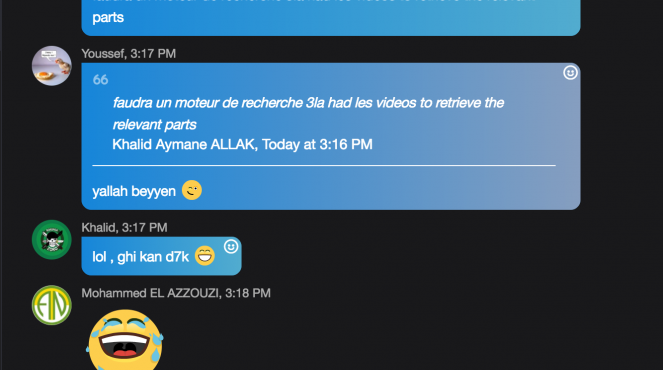 parts
Youssef, 3:17 PM
faudra un moteur de recherche 3la had les videos to retrieve the
relevant parts
Khalid Aymane ALLAK, Today at 3:16 PM
yallah beyyen
Khalid, 3:17 PM
lol , ghi kan d7k
Mohammed EL AZZOUZI, 3:18 PM